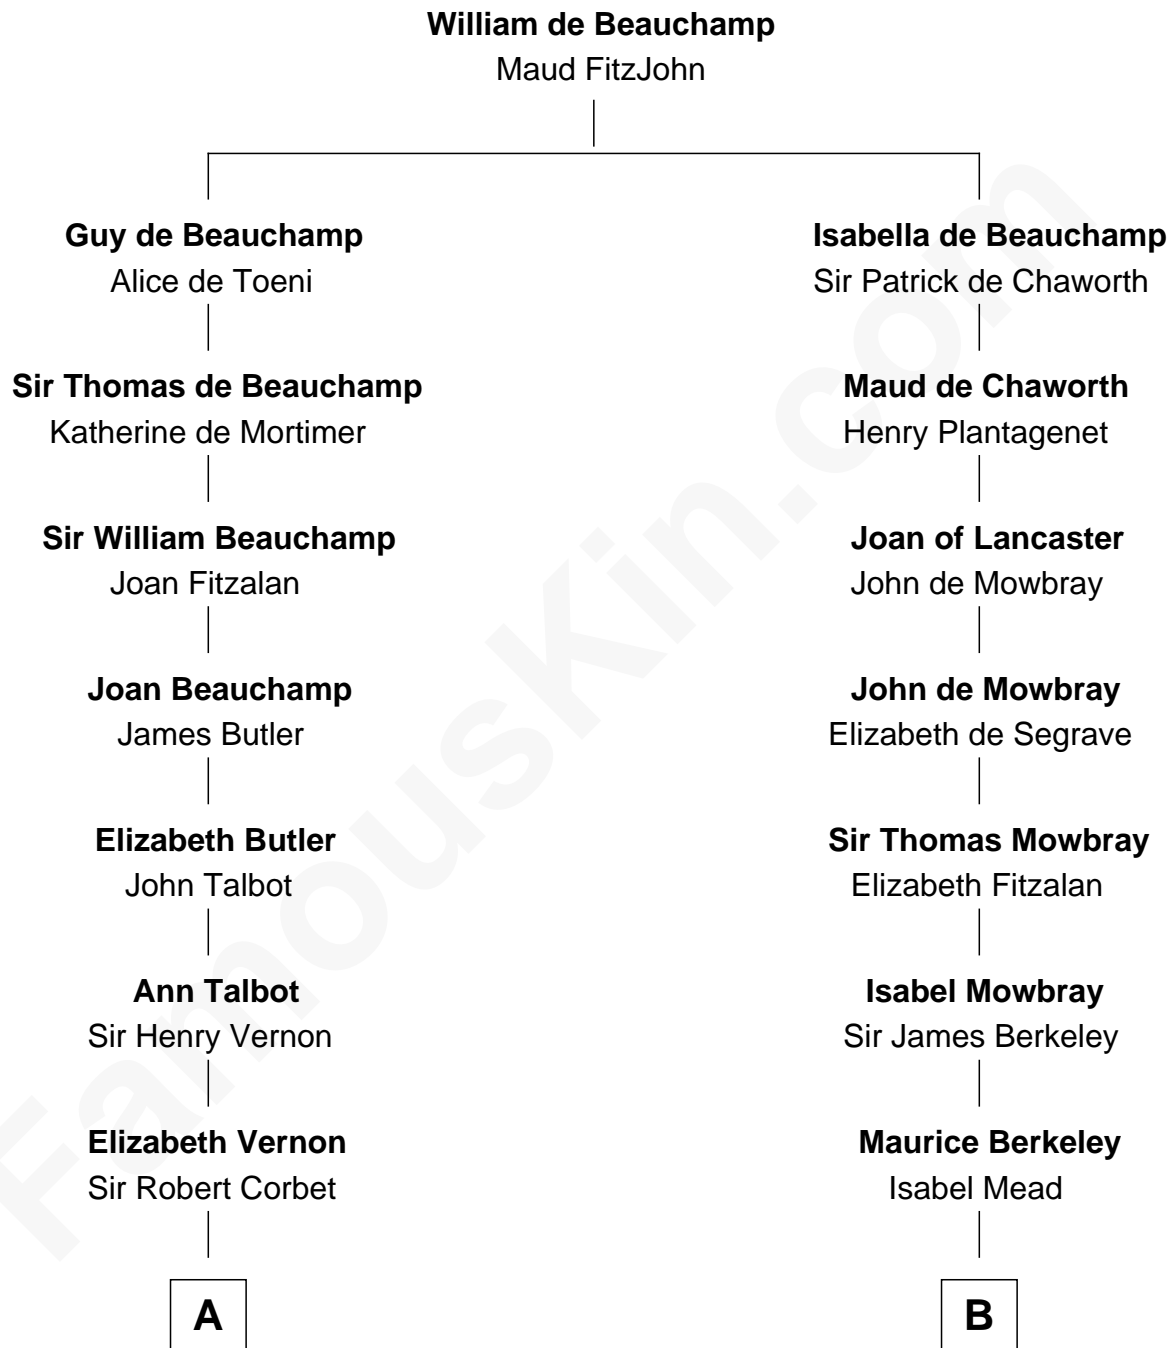 William de Beauchamp
Maud FitzJohn
Guy de Beauchamp
Alice de Toeni
Isabella de Beauchamp
Sir Patrick de Chaworth
Sir Thomas de Beauchamp
Katherine de Mortimer
Maud de Chaworth
Henry Plantagenet
Sir William Beauchamp
Joan Fitzalan
Joan of Lancaster
John de Mowbray
Joan Beauchamp
James Butler
John de Mowbray
Elizabeth de Segrave
Elizabeth Butler
John Talbot
Sir Thomas Mowbray
Elizabeth Fitzalan
Ann Talbot
Sir Henry Vernon
Isabel Mowbray
Sir James Berkeley
Elizabeth Vernon
Sir Robert Corbet
Maurice Berkeley
Isabel Mead
A
B
FamousKin.com